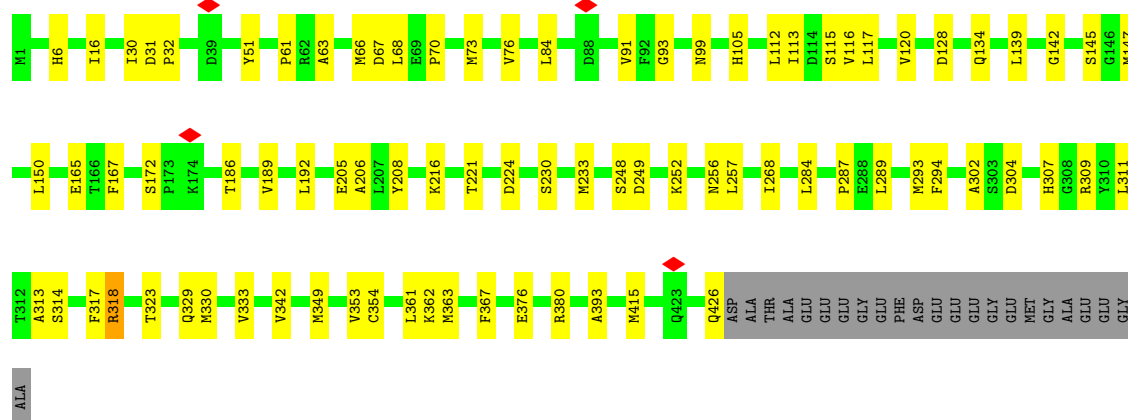 M1 H6 I16 I30 D31 P32 D39 Y51 P61 R62 A63 M66 D67 L68 E69 P70 M73 V76 L84 D88 V91 F92 G93 N99 H105 L112 I113 D114 S115 V116 L117 V120 D128 Q134 L139 G142 S145 G146 M147
L150 E165 T166 F167 S172 P173 K174 T186 V189 L192 E205 A206 L207 Y208 K216 T221 D224 S230 M233 S248 D249 K252 N256 L257 I268 L284 P287 E288 L289 M293 F294 A302 S303 D304 H307 G308 R309 Y310 L311
T312 A313 S314 F317 R318 T323 Q329 M330 V333 V342 M349 V353 C354 L361 K362 M363 F367 E376 R380 A393 M415 Q423 Q426 ASP ALA THR ALA GLU GLU GLU GLY GLU PHE ASP GLU GLU GLU GLY GLU MET GLY ALA GLU GLU GLY
ALA